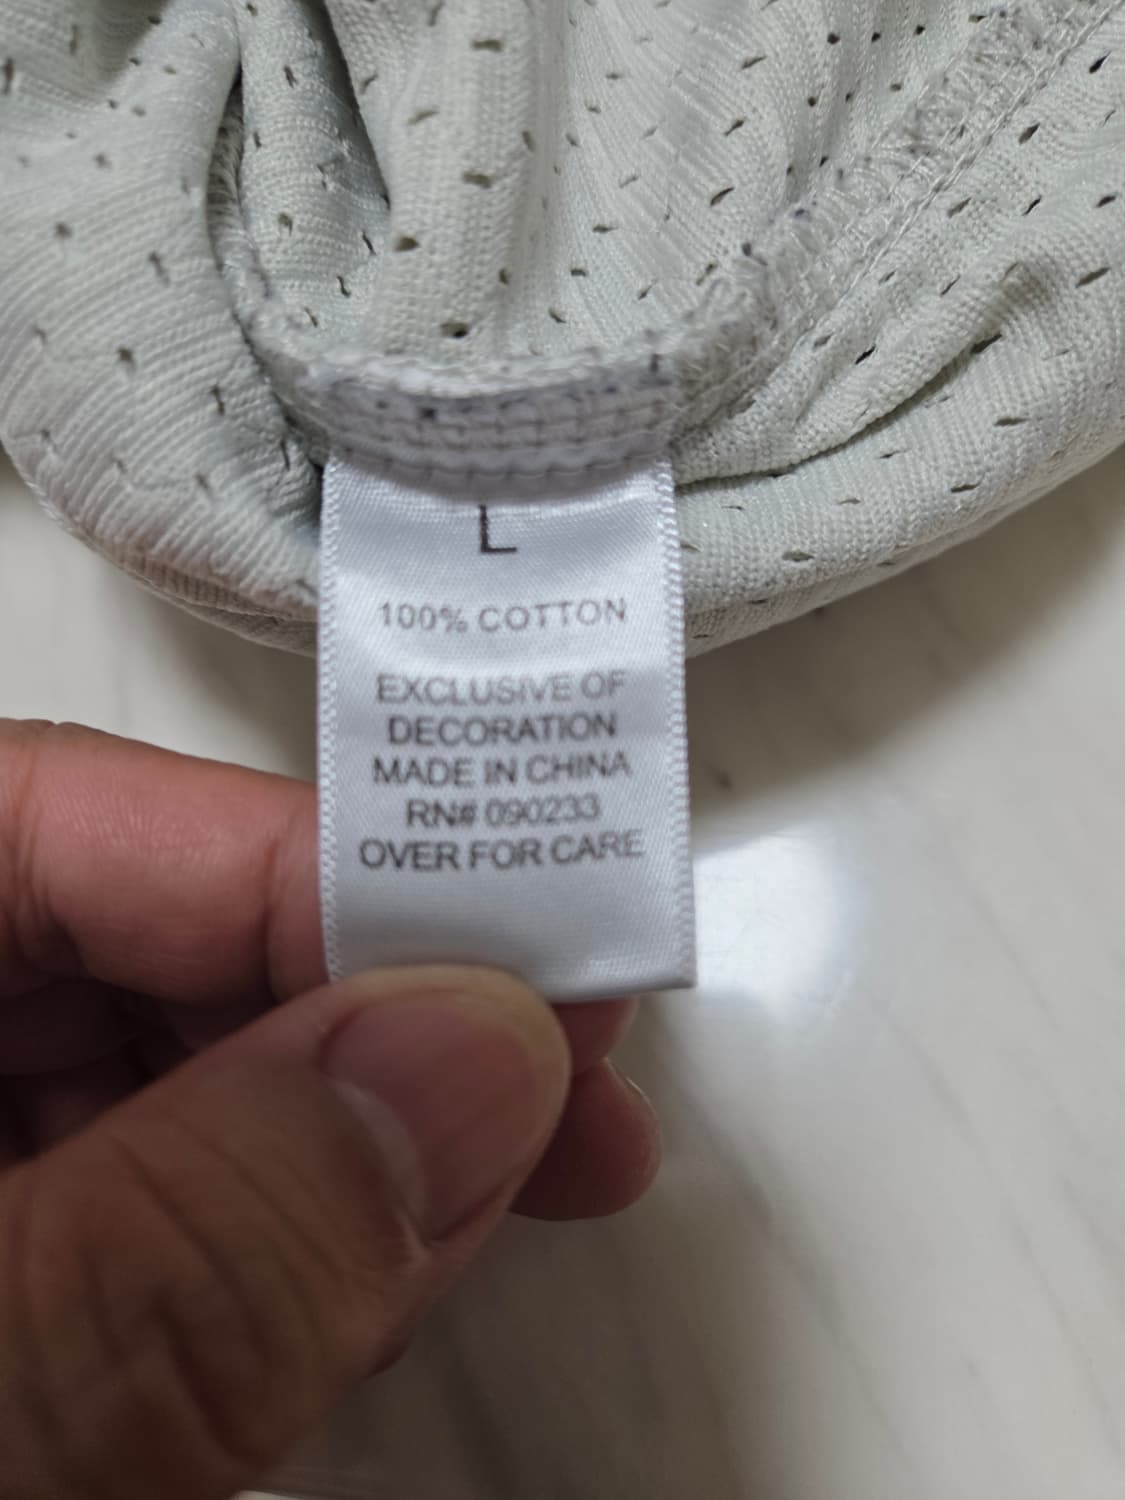 L
100% COTTON
EXCLUSIVE OF
DECORATION
MADE IN CHINA
RN# 090233
OVER FOR CARE